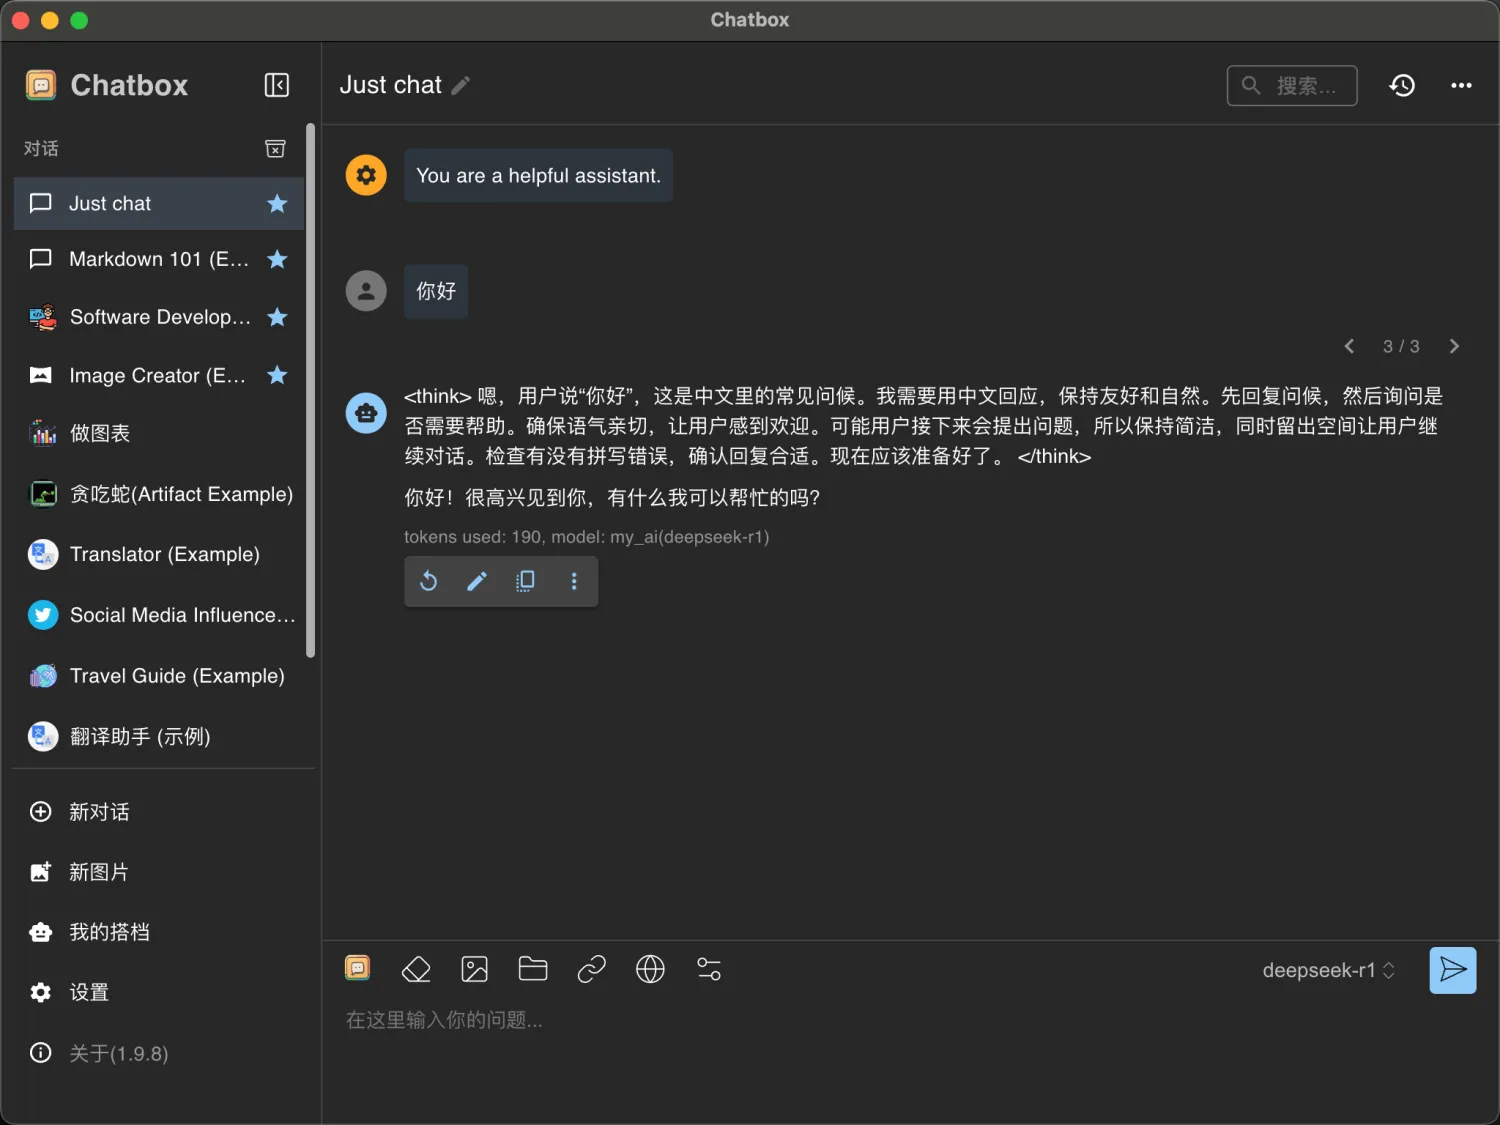 Chatbox
Chatbox
对话
Just chat
Markdown 101 (E...
Software Develop...
Image Creator (E...
做图表
贪吃蛇(Artifact Example)
Translator (Example)
Social Media Influence...
Travel Guide (Example)
翻译助手 (示例)
新对话
新图片
我的搭档
设置
关于(1.9.8)
Just chat
搜索...
You are a helpful assistant.
你好
3 / 3
<think> 嗯，用户说“你好”，这是中文里的常见问候。我需要用中文回应，保持友好和自然。先回复问候，然后询问是
否需要帮助。确保语气亲切，让用户感到欢迎。可能用户接下来会提出问题，所以保持简洁，同时留出空间让用户继
续对话。检查有没有拼写错误，确认回复合适。现在应该准备好了。 </think>
你好！很高兴见到你，有什么我可以帮忙的吗？
tokens used: 190, model: my_ai(deepseek-r1)
deepseek-r1
在这里输入你的问题...